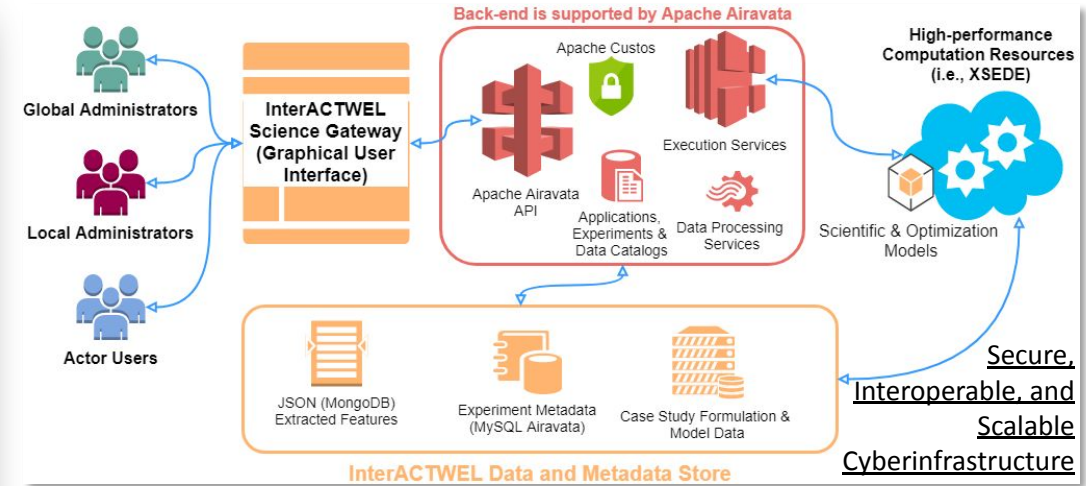 Back-end is supported by Apache Airavata
Global Administrators
Local Administrators
Actor Users
InterACTWEL
Science Gateway
(Graphical User
Interface)
Apache Custos
Apache Airavata
API
Execution Services
Applications,
Experiments &
Data Catalogs
Data Processing
Services
High-performance
Computation Resources
(i.e., XSEDE)
Scientific & Optimization
Models
JSON (MongoDB)
Extracted Features
Experiment Metadata
(MySQL Airavata)
Case Study Formulation &
Model Data
InterACTWEL Data and Metadata Store
Secure,
Interoperable, and
Scalable
Cyberinfrastructure